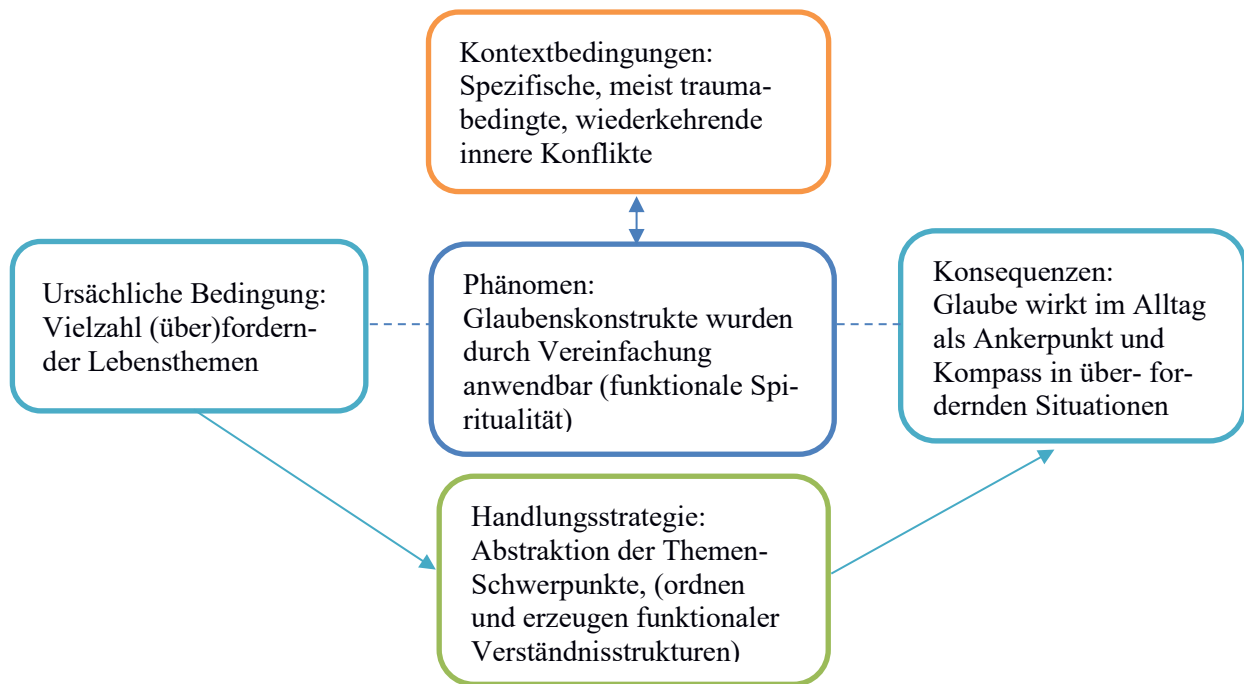 Kontextbedingungen:
Spezifische, meist trauma-
bedingte, wiederkehrende
innere Konflikte
Ursächliche Bedingung:
Vielzahl (über)fordern-
der Lebensthemen
Phänomen:
Glaubenskonstrukte wurden
durch Vereinfachung
anwendbar (funktionale Spi-
ritualität)
Konsequenzen:
Glaube wirkt im Alltag
als Ankerpunkt und
Kompass in über- for-
dernden Situationen
Handlungsstrategie:
Abstraktion der Themen-
Schwerpunkte, (ordnen
und erzeugen funktionaler
Verständnisstrukturen)